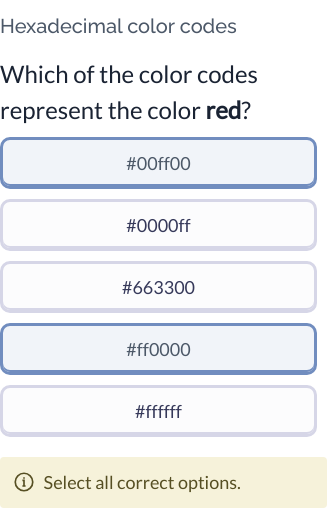 Hexadecimal color codes
Which of the color codes
represent the color red?
#00ff00
#0000ff
#663300
#ff0000
#ffffff
Select all correct options.